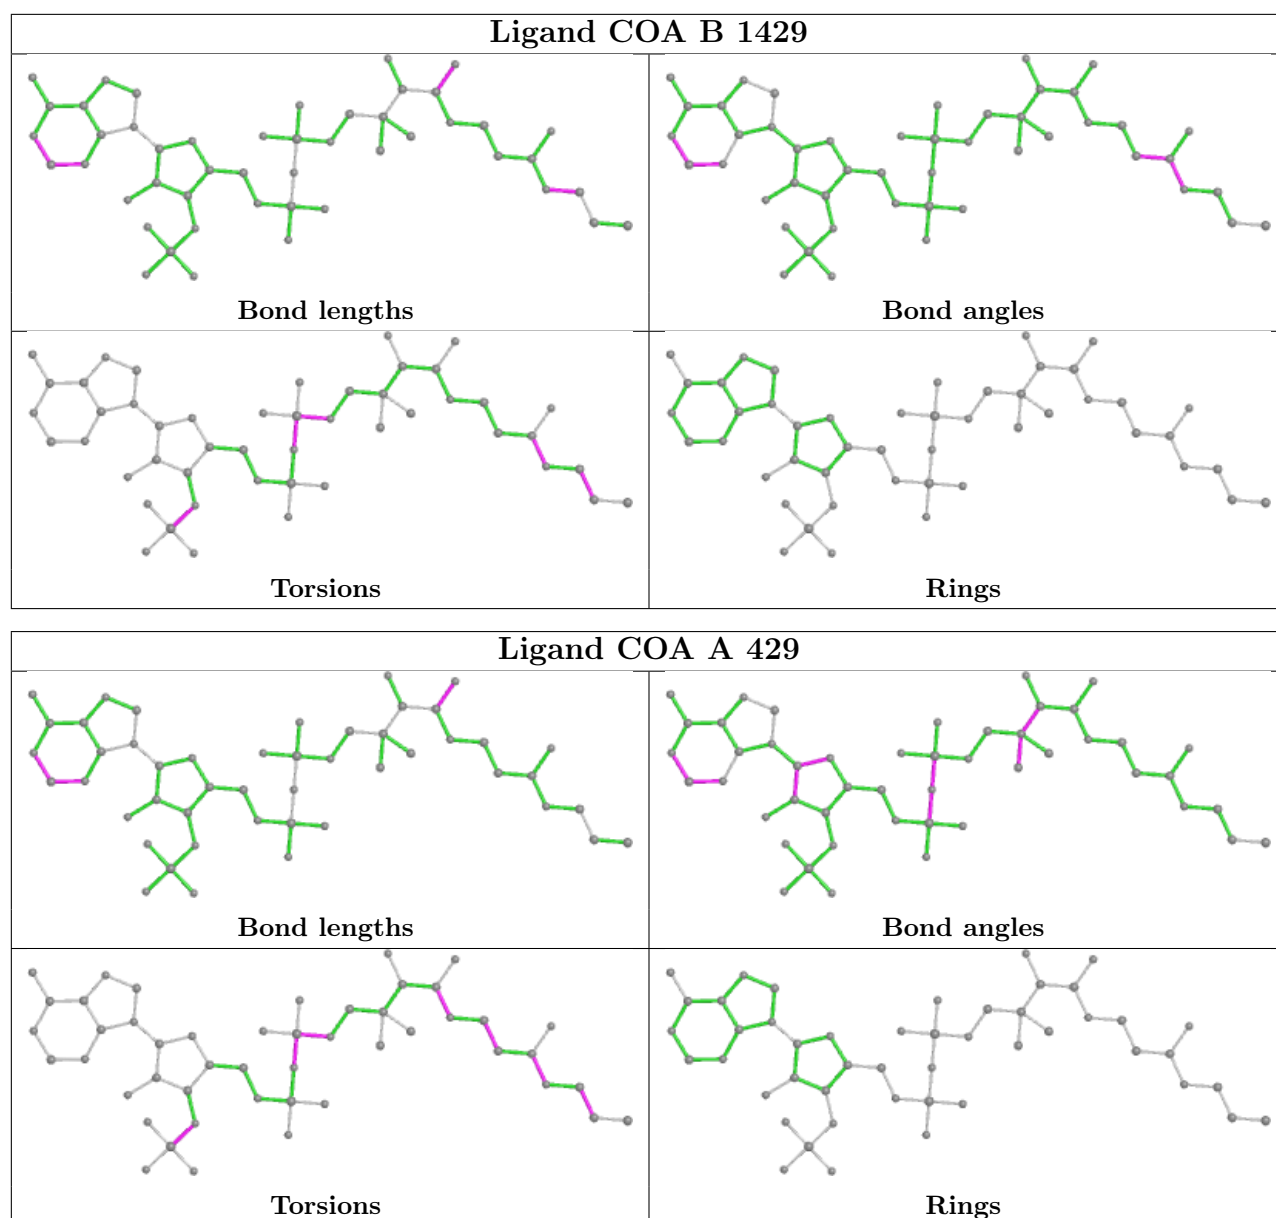 Ligand COA B 1429
Bond lengths
Bond angles
Torsions
Rings
Ligand COA A 429
Bond lengths
Bond angles
Torsions
Rings